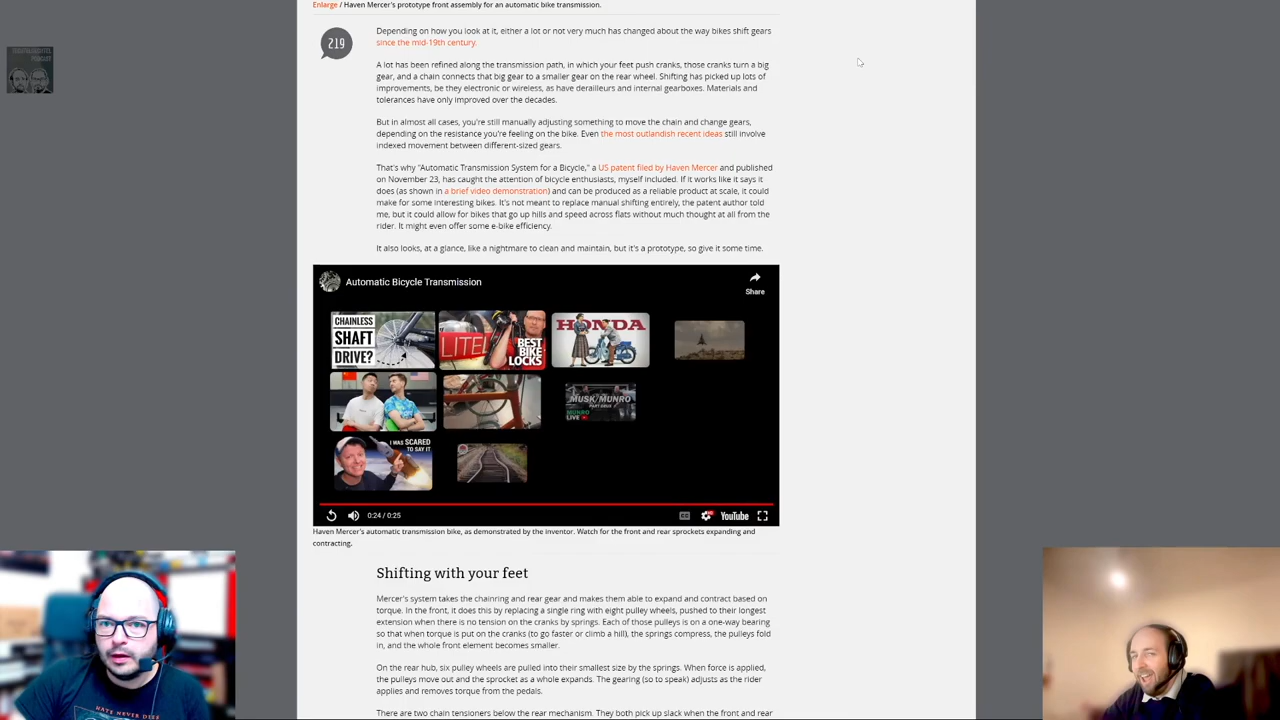 Enlarge / Haven Mercer's prototype front assembly for an automatic bike transmission.
219
Depending on how you look at it, either a lot or not very much has changed about the way bikes shift gears
since the mid-19th century.
A lot has been refined along the transmission path, in which your feet push cranks, those cranks turn a big
gear, and a chain connects that big gear to a smaller gear on the rear wheel. Shifting has picked up lots of
improvements, be they electronic or wireless, as have derailleurs and internal gearboxes. Materials and
tolerances have only improved over the decades.
But in almost all cases, you're still manually adjusting something to move the chain and change gears,
depending on the resistance you're feeling on the bike. Even the most outlandish recent ideas still involve
indexed movement between different-sized gears.
That's why "Automatic Transmission System for a Bicycle," a US patent filed by Haven Mercer and published
on November 23, has caught the attention of bicycle enthusiasts, myself included. If it works like it says it
does (as shown in a brief video demonstration) and can be produced as a reliable product at scale, it could
make for some interesting bikes. It's not meant to replace manual shifting entirely, the patent author told
me, but it could allow for bikes that go up hills and speed across flats without much thought at all from the
rider. It might even offer some e-bike efficiency.
It also looks, at a glance, like a nightmare to clean and maintain, but it's a prototype, so give it some time.
Automatic Bicycle Transmission
Share
CHAINLESS
SHAFT
DRIVE?
LITEL
BEST
BIKE
LOCKS
HONDA
MUSK/MUNRO
MUNRO
LIVE
I WAS SCARED
TO SAY IT
0:24 / 0:25
CC
YouTube
Haven Mercer's automatic transmission bike, as demonstrated by the inventor. Watch for the front and rear sprockets expanding and
contracting.
Shifting with your feet
Mercer's system takes the chainring and rear gear and makes them able to expand and contract based on
torque. In the front, it does this by replacing a single ring with eight pulley wheels, pushed to their longest
extension when there is no tension on the cranks by springs. Each of those pulleys is on a one-way bearing
so that when torque is put on the cranks (to go faster or climb a hill), the springs compress, the pulleys fold
in, and the whole front element becomes smaller.
On the rear hub, six pulley wheels are pulled into their smallest size by the springs. When force is applied,
the pulleys move out and the sprocket as a whole expands. The gearing (so to speak) adjusts as the rider
applies and removes torque from the pedals.
There are two chain tensioners below the rear mechanism. They both pick up slack when the front and rear
HATE NEVER DIES